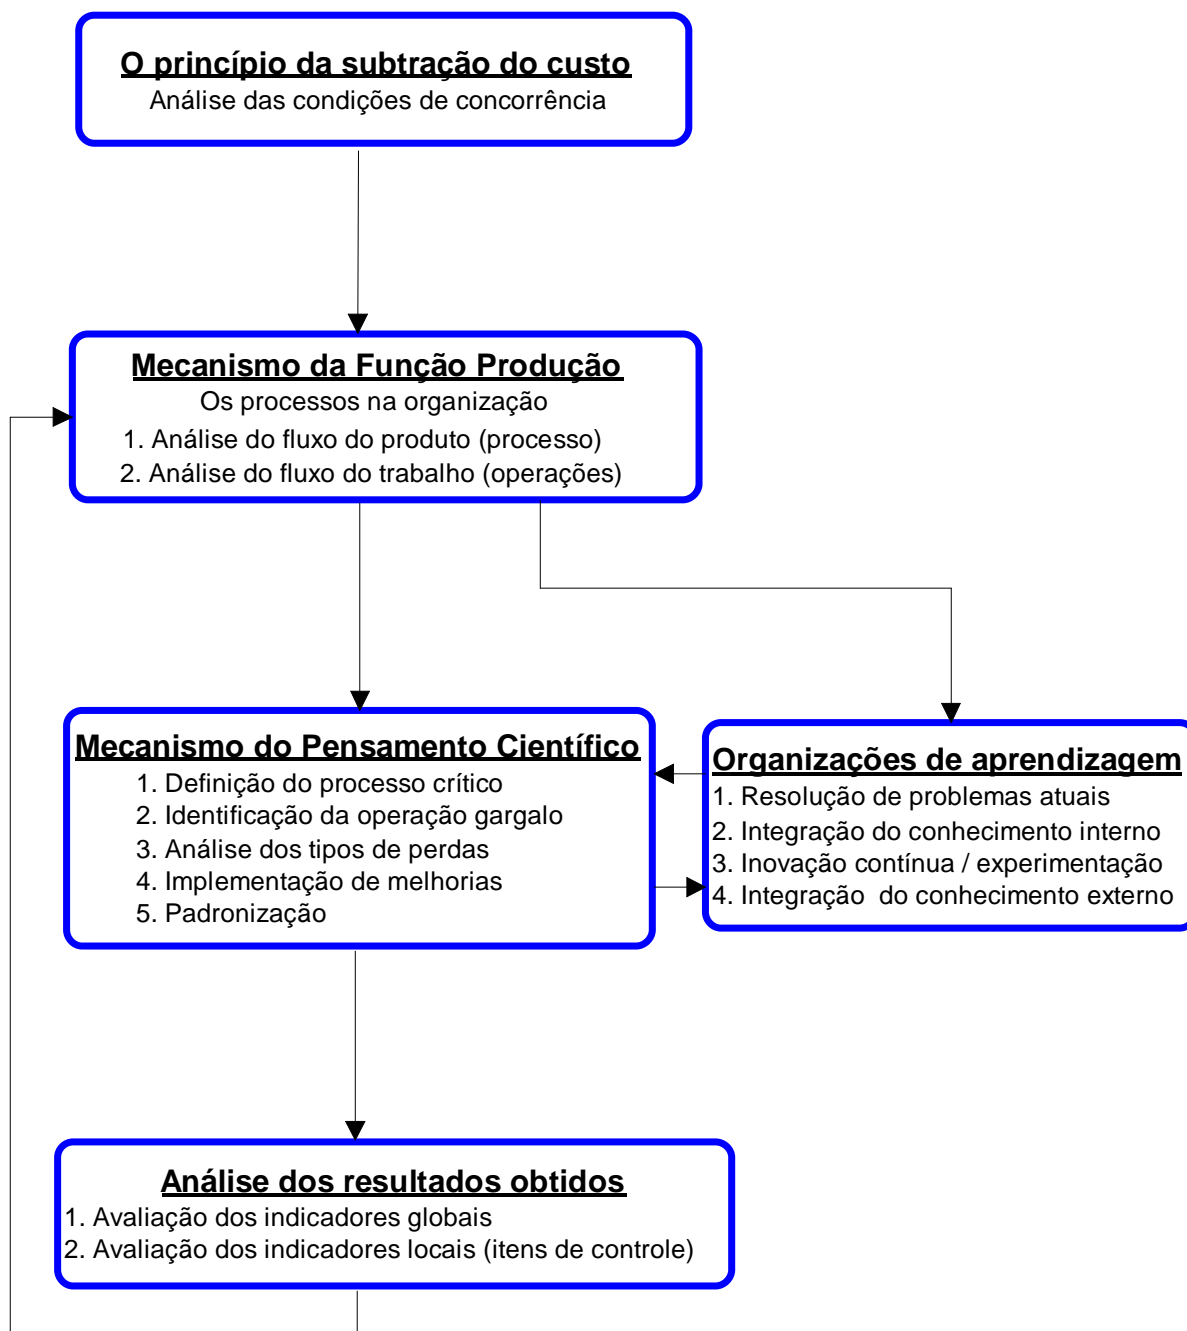 O princípio da subtração do custo
Análise das condições de concorrência
Mecanismo da Função Produção
Os processos na organização
1. Análise do fluxo do produto (processo)
2. Análise do fluxo do trabalho (operações)
Mecanismo do Pensamento Científico
1. Definição do processo crítico
2. Identificação da operação gargalo
3. Análise dos tipos de perdas
4. Implementação de melhorias
5. Padronização
Organizações de aprendizagem
1. Resolução de problemas atuais
2. Integração do conhecimento interno
3. Inovação contínua / experimentação
4. Integração  do conhecimento externo
Análise dos resultados obtidos
1. Avaliação dos indicadores globais
2. Avaliação dos indicadores locais (itens de controle)